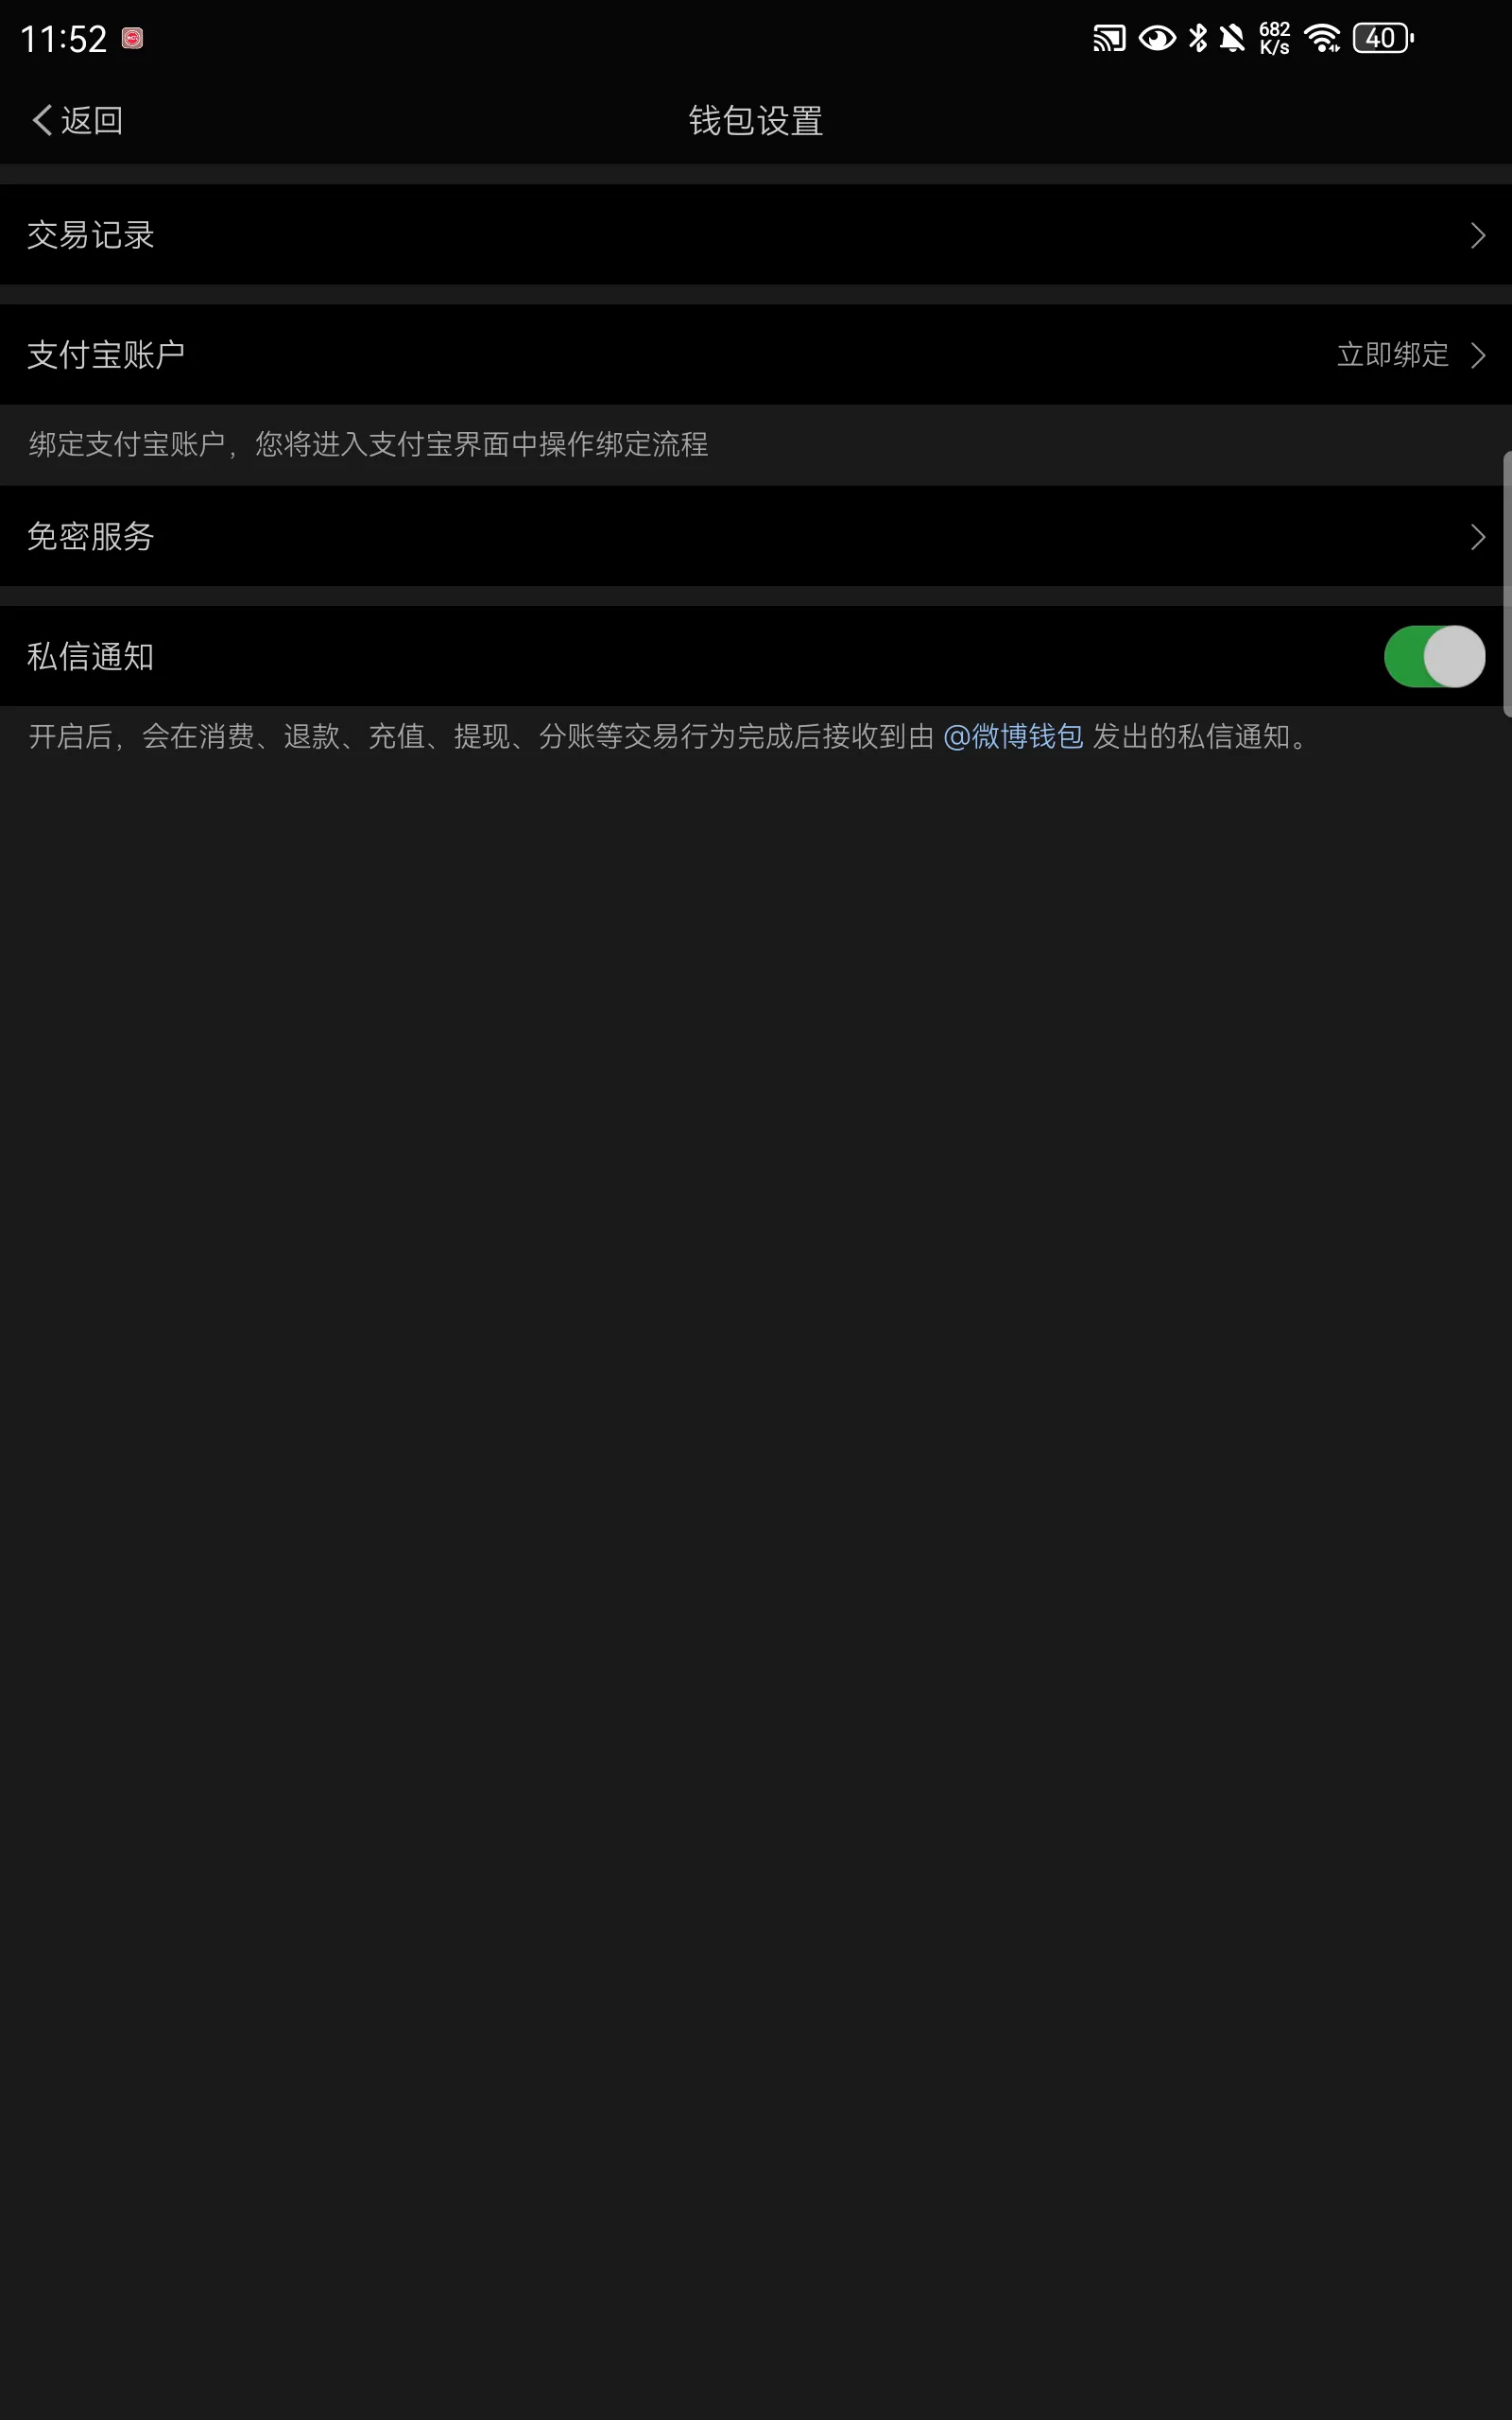 11:52
682
K/s
40
返回
钱包设置
交易记录
支付宝账户
立即绑定
绑定支付宝账户，您将进入支付宝界面中操作绑定流程
免密服务
私信通知
开启后，会在消费、退款、充值、提现、分账等交易行为完成后接收到由 @微博钱包 发出的私信通知。